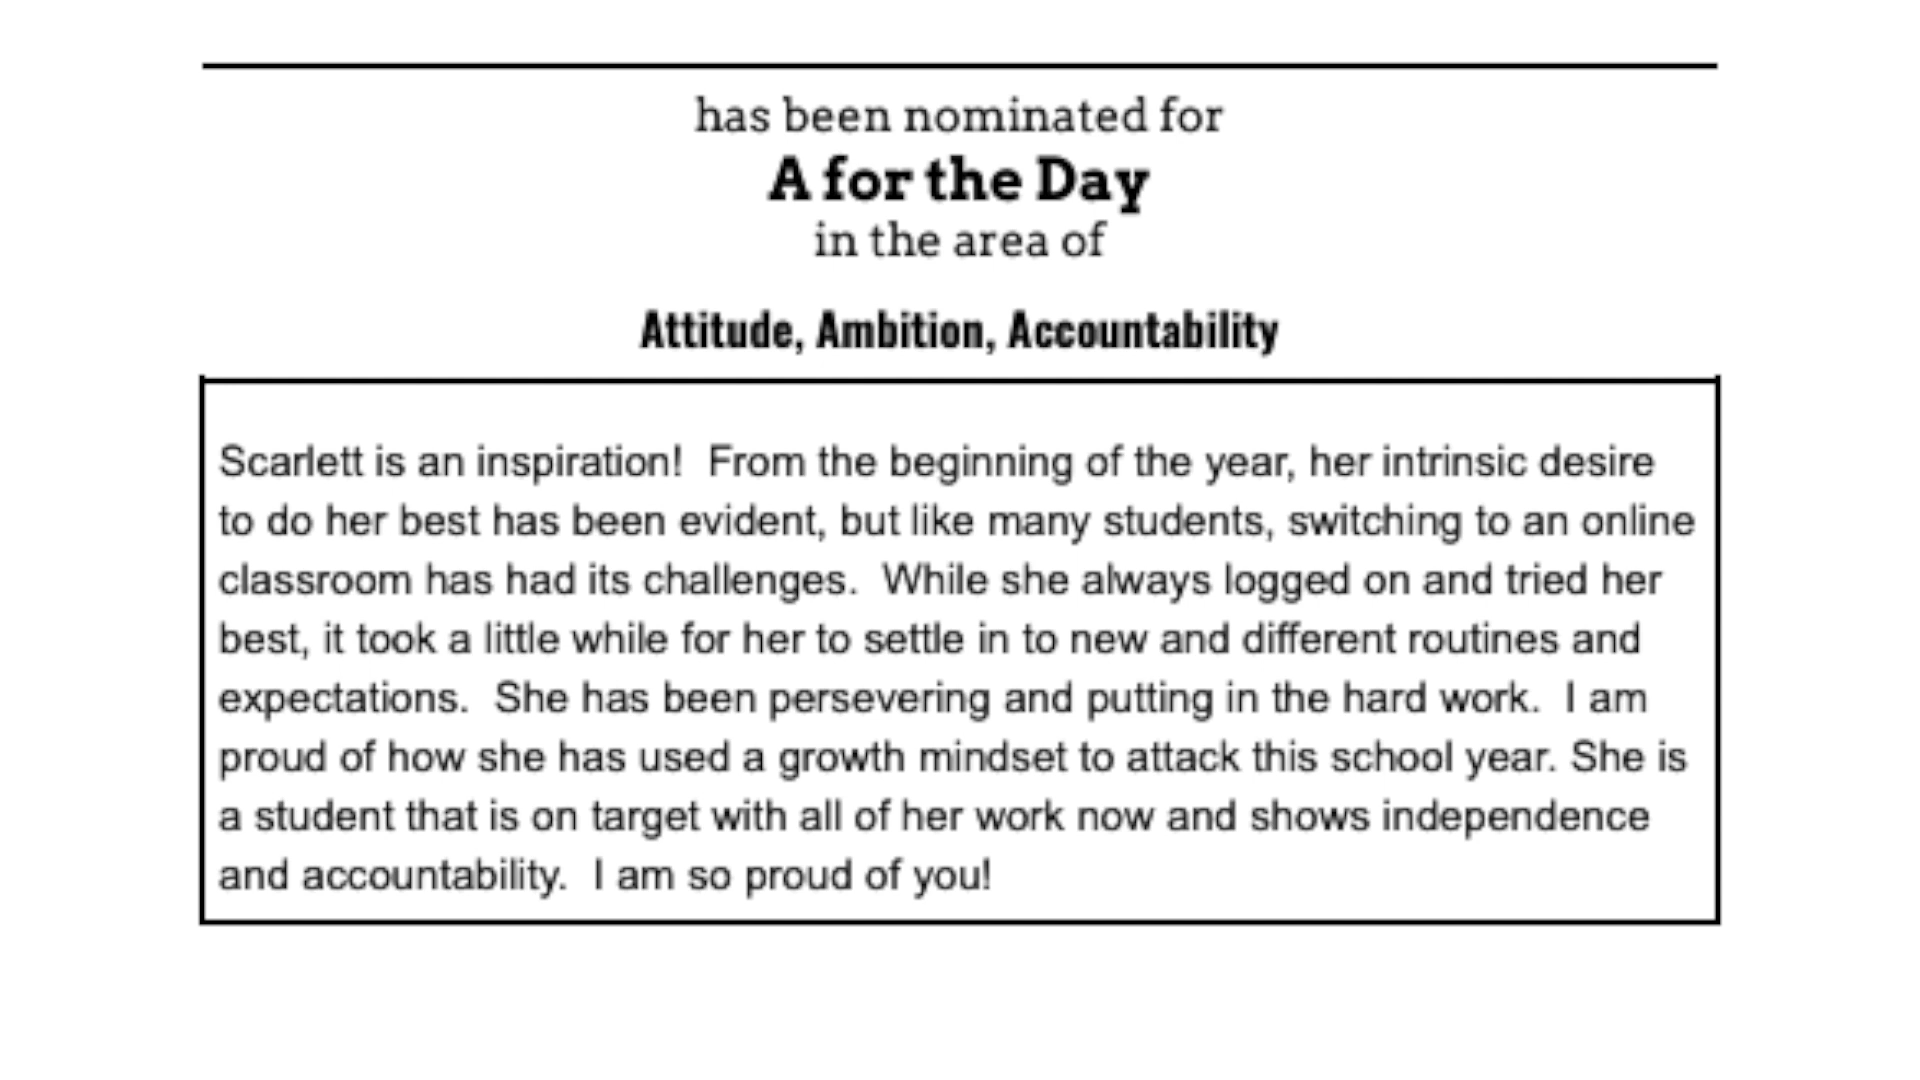 has been nominated for
A for the Day
in the area of
Attitude, Ambition, Accountability
Scarlett is an inspiration!  From the beginning of the year, her intrinsic desire
to do her best has been evident, but like many students, switching to an online
classroom has had its challenges.  While she always logged on and tried her
best, it took a little while for her to settle in to new and different routines and
expectations.  She has been persevering and putting in the hard work.  I am
proud of how she has used a growth mindset to attack this school year. She is
a student that is on target with all of her work now and shows independence
and accountability.  I am so proud of you!